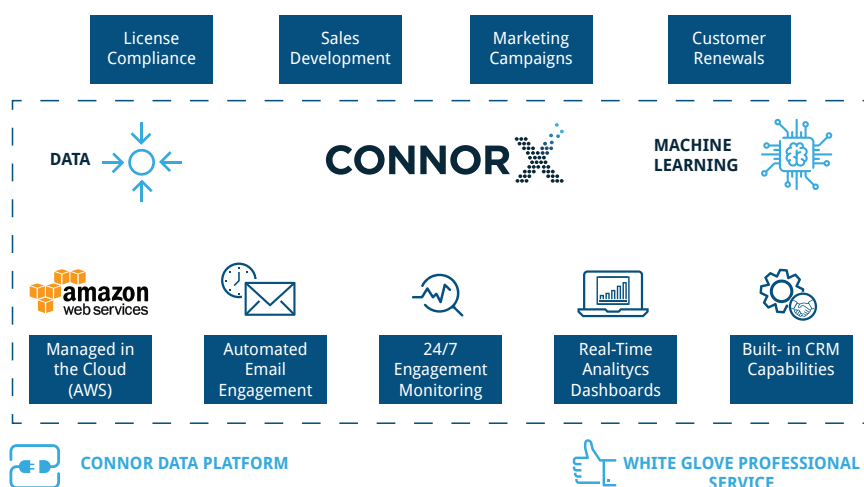 License
Compliance
Sales
Development
Marketing
Campaigns
Customer
Renewals
DATA
CONNOR X
MACHINE
LEARNING
amazon
web services
Managed in
the Cloud
(AWS)
Automated
Email
Engagement
24/7
Engagement
Monitoring
Real-Time
Analitycs
Dashboards
Built- in CRM
Capabilities
CONNOR DATA PLATFORM
WHITE GLOVE PROFESSIONAL
SERVICE